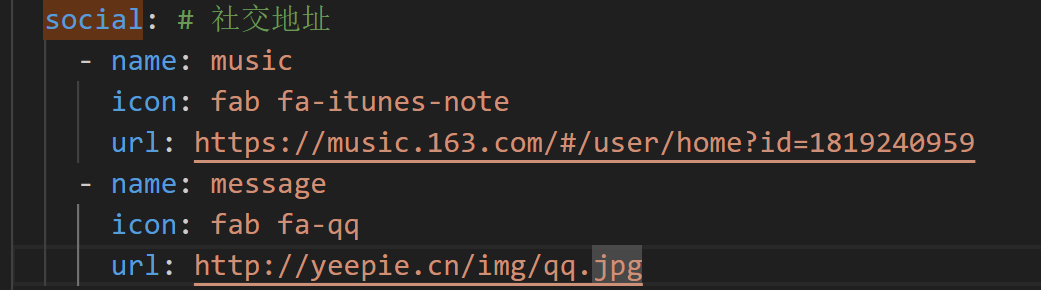 social: # 社交地址
- name: music
icon: fab fa-itunes-note
url: https://music.163.com/#/user/home?id=1819240959
- name: message
icon: fab fa-qq
url: http://yeepie.cn/img/qq.jpg